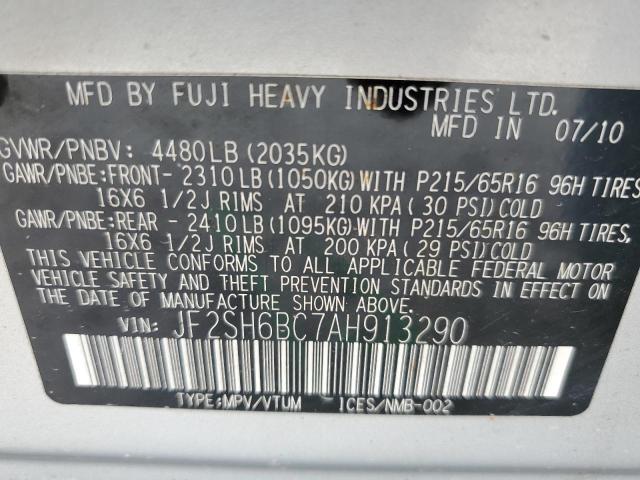 MFD BY FUJI HEAVY INDUSTRIES LTD.
MFD IN 07/10
GVWR/PNBV: 4480LB(2035KG)
GAWR/PNBE:FRONT- 2310LB(1050KG)WITH P215/65R16 96H TIRES,
16X6 1/2J RIMS AT 210 KPA(30 PSI)COLD
GAWR/PNBE:REAR - 2410LB(1095KG)WITH P215/65R16 96H TIRES,
16X6 1/2J RIMS AT 200 KPA(29 PSI)COLD
THIS VEHICLE CONFORMS TO ALL APPLICABLE FEDERAL MOTOR
VEHICLE SAFETY AND THEFT PREVENTION STANDARDS IN EFFECT ON
THE DATE OF MANUFACTURE SHOWN ABOVE.
VIN: JF2SH6BC7AH913290
TYPE:MPV/VTUM ICES/NMB-002